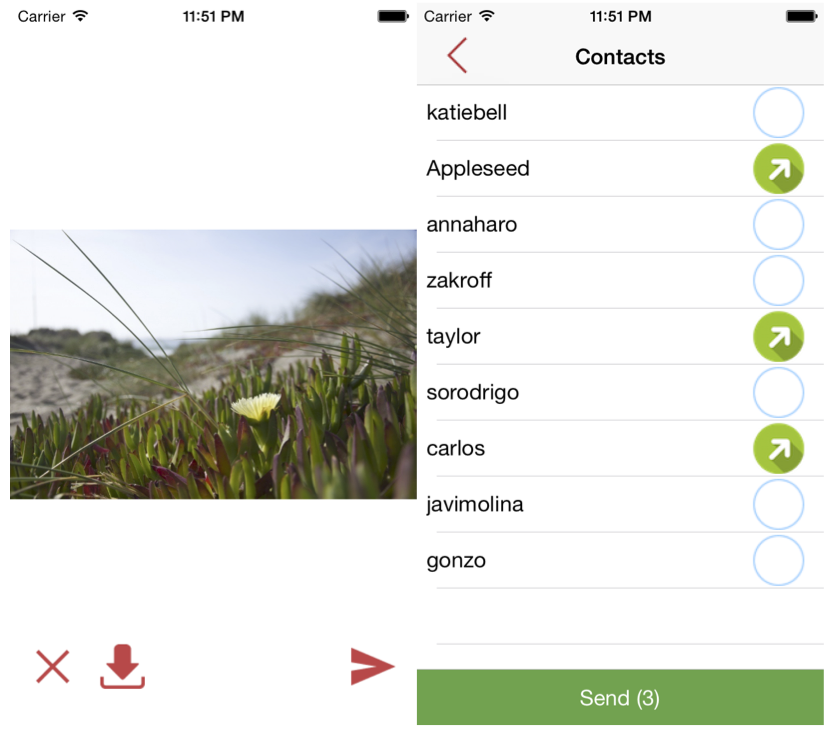 Carrier 11:51 PM
Carrier 11:51 PM
Contacts
katiebell
Appleseed
annaharo
zakroff
taylor
sorodrigo
carlos
javimolina
gonzo
Send (3)